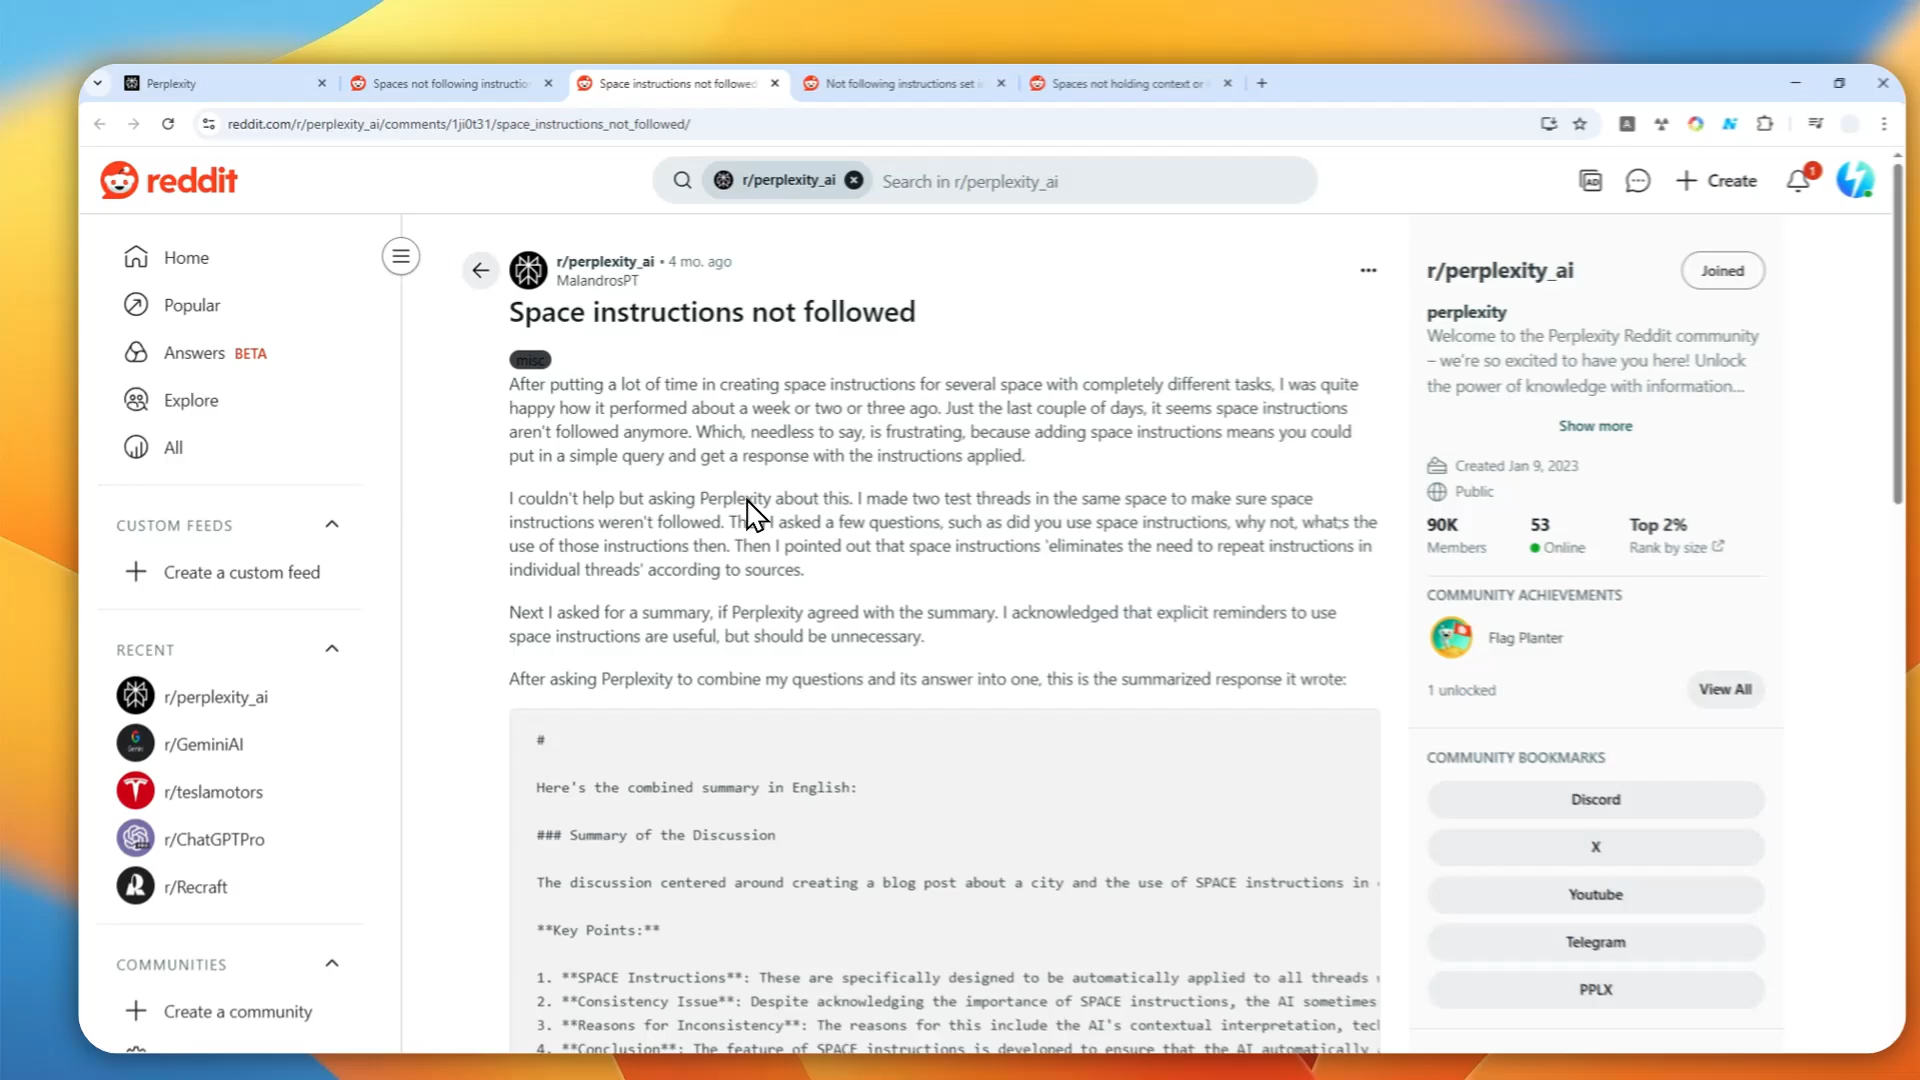 Perplexity
Spaces not following instructio
Space instructions not followed
Not following instructions set i
Spaces not holding context or
reddit.com/r/perplexity_ai/comments/1ji0t31/space_instructions_not_followed/
reddit
r/perplexity_ai
Search in r/perplexity_ai
AD
Create
1
Home
Popular
Answers BETA
Explore
All
CUSTOM FEEDS
Create a custom feed
RECENT
r/perplexity_ai
r/GeminiAI
r/teslamotors
r/ChatGPTPro
r/Recraft
COMMUNITIES
Create a community
r/perplexity_ai • 4 mo. ago
MalandrosPT
Space instructions not followed
misc
After putting a lot of time in creating space instructions for several space with completely different tasks, I was quite
happy how it performed about a week or two or three ago. Just the last couple of days, it seems space instructions
aren't followed anymore. Which, needless to say, is frustrating, because adding space instructions means you could
put in a simple query and get a response with the instructions applied.
I couldn't help but asking Perplexity about this. I made two test threads in the same space to make sure space
instructions weren't followed. I asked a few questions, such as did you use space instructions, why not, what;s the
use of those instructions then. Then I pointed out that space instructions 'eliminates the need to repeat instructions in
individual threads' according to sources.
Next I asked for a summary, if Perplexity agreed with the summary. I acknowledged that explicit reminders to use
space instructions are useful, but should be unnecessary.
After asking Perplexity to combine my questions and its answer into one, this is the summarized response it wrote:
#
Here's the combined summary in English:
### Summary of the Discussion
The discussion centered around creating a blog post about a city and the use of SPACE instructions in
**Key Points:**
1. **SPACE Instructions**: These are specifically designed to be automatically applied to all threads
2. **Consistency Issue**: Despite acknowledging the importance of SPACE instructions, the AI sometimes
3. **Reasons for Inconsistency**: The reasons for this include the AI's contextual interpretation, tec
4. **Conclusion**: The feature of SPACE instructions is developed to ensure that the AI automatically
r/perplexity_ai
Joined
perplexity
Welcome to the Perplexity Reddit community
– we're so excited to have you here! Unlock
the power of knowledge with information...
Show more
Created Jan 9, 2023
Public
90K
53
Top 2%
Members
Online
Rank by size
COMMUNITY ACHIEVEMENTS
Flag Planter
1 unlocked
View All
COMMUNITY BOOKMARKS
Discord
X
Youtube
Telegram
PPLX